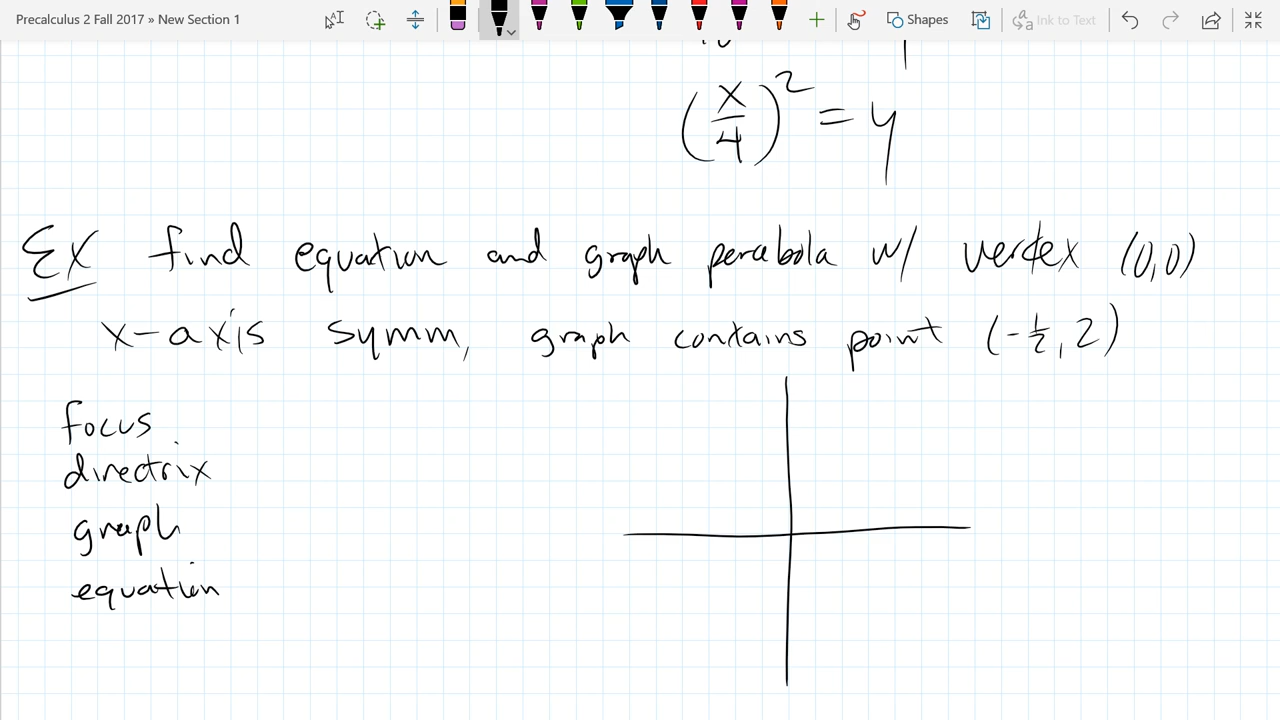 Precalculus 2 Fall 2017 » New Section 1
Shapes
Ink to Text
(x/4)² = y
Ex find equation and graph perabola w/ vertex (0,0)
x-axis symm, graph contains point (-1/2, 2)
focus
directrix
graph
equation